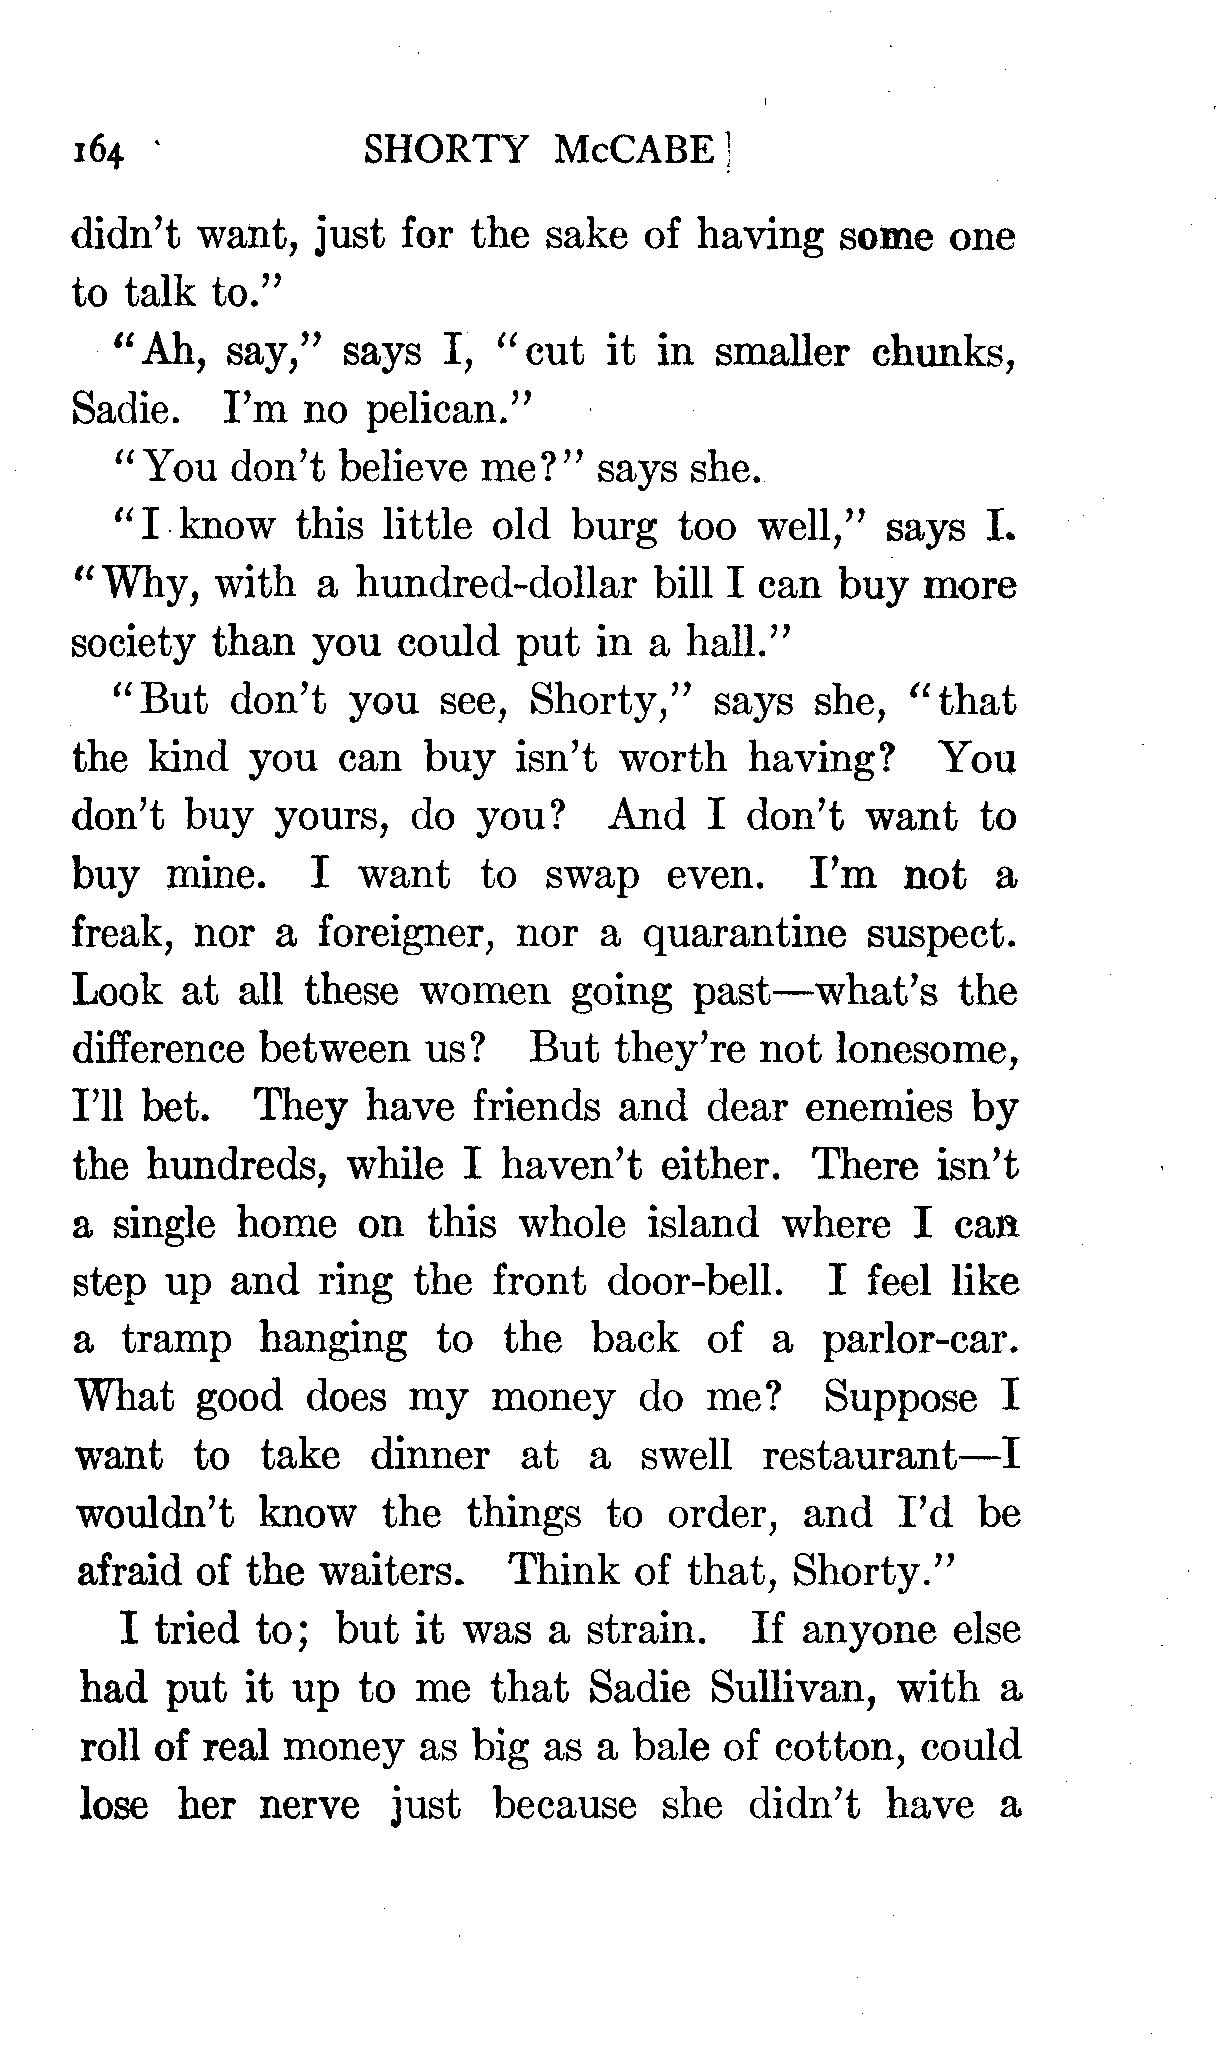 164 SHORTY McCABE
didn't want, just for the sake of having some one
to talk to."
"Ah, say," says I, "cut it in smaller chunks,
Sadie. I'm no pelican."
"You don't believe me?" says she.
"I know this little old burg too well," says I.
"Why, with a hundred-dollar bill I can buy more
society than you could put in a hall."
"But don't you see, Shorty," says she, "that
the kind you can buy isn't worth having? You
don't buy yours, do you? And I don't want to
buy mine. I want to swap even. I'm not a
freak, nor a foreigner, nor a quarantine suspect.
Look at all these women going past—what's the
difference between us? But they're not lonesome,
I'll bet. They have friends and dear enemies by
the hundreds, while I haven't either. There isn't
a single home on this whole island where I can
step up and ring the front door-bell. I feel like
a tramp hanging to the back of a parlor-car.
What good does my money do me? Suppose I
want to take dinner at a swell restaurant—I
wouldn't know the things to order, and I'd be
afraid of the waiters. Think of that, Shorty."
I tried to; but it was a strain. If anyone else
had put it up to me that Sadie Sullivan, with a
roll of real money as big as a bale of cotton, could
lose her nerve just because she didn't have a